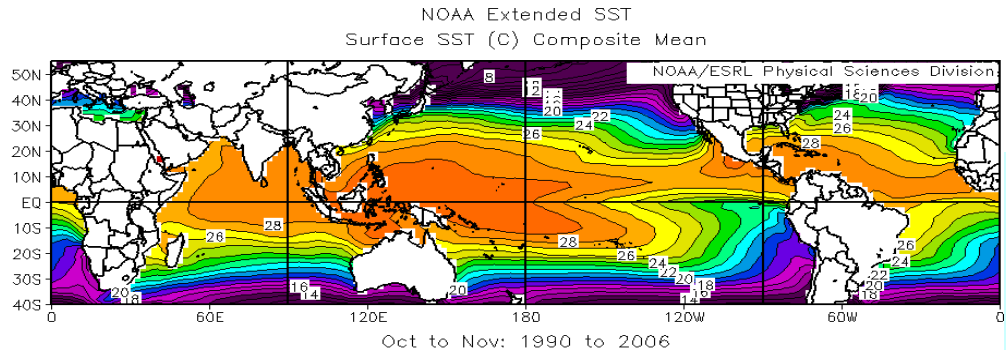 NOAA Extended SST
Surface SST (C) Composite Mean
NOAA/ESRL Physical Sciences Division
50N
40N
30N
20N
10N
EQ
10S
20S
30S
40S
8
12
20
22
24
26
28
18
20
24
26
28
28
26
20
18
16
14
20
28
26
24
22
20
18
16
14
26
24
22
20
18
0
60E
120E
180
120W
60W
0
Oct to Nov: 1990 to 2006